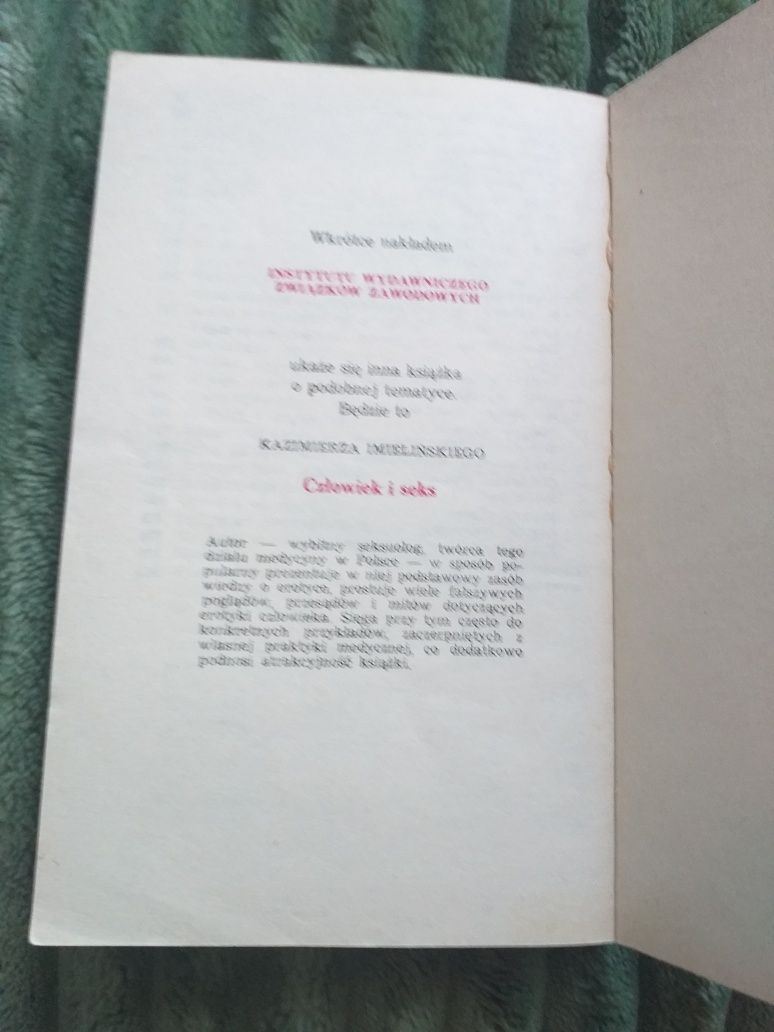 Wkrótce nakładem
INSTYTUTU WYDAWNICZEGO
ZWIĄZKÓW ZAWODOWYCH
ukaże się inna książka
o podobnej tematyce.
Będzie to
KAZIMIERZA IMIELIŃSKIEGO
Człowiek i seks
Autor — wybitny seksuolog, twórca tego
działu medycyny w Polsce — w sposób po-
pularny prezentuje w niej podstawowy zasób
wiedzy o erotyce, prostuje wiele fałszywych
poglądów, przesądów i mitów dotyczących
erotyki człowieka. Sięga przy tym często do
konkretnych przykładów, zaczerpniętych z
własnej praktyki medycznej, co dodatkowo
podnosi atrakcyjność książki.